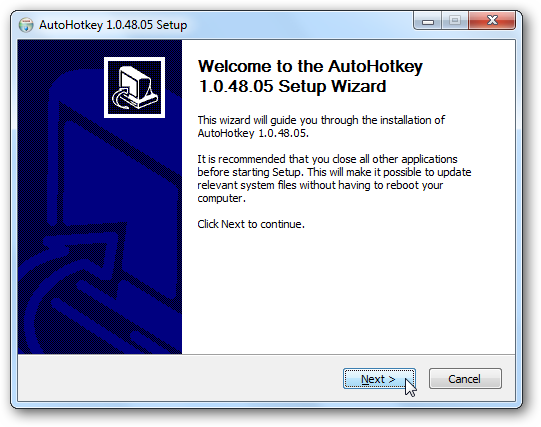 AutoHotkey 1.0.48.05 Setup
Welcome to the AutoHotkey
1.0.48.05 Setup Wizard
This wizard will guide you through the installation of
AutoHotkey 1.0.48.05.
It is recommended that you close all other applications
before starting Setup. This will make it possible to update
relevant system files without having to reboot your
computer.
Click Next to continue.
Next >
Cancel